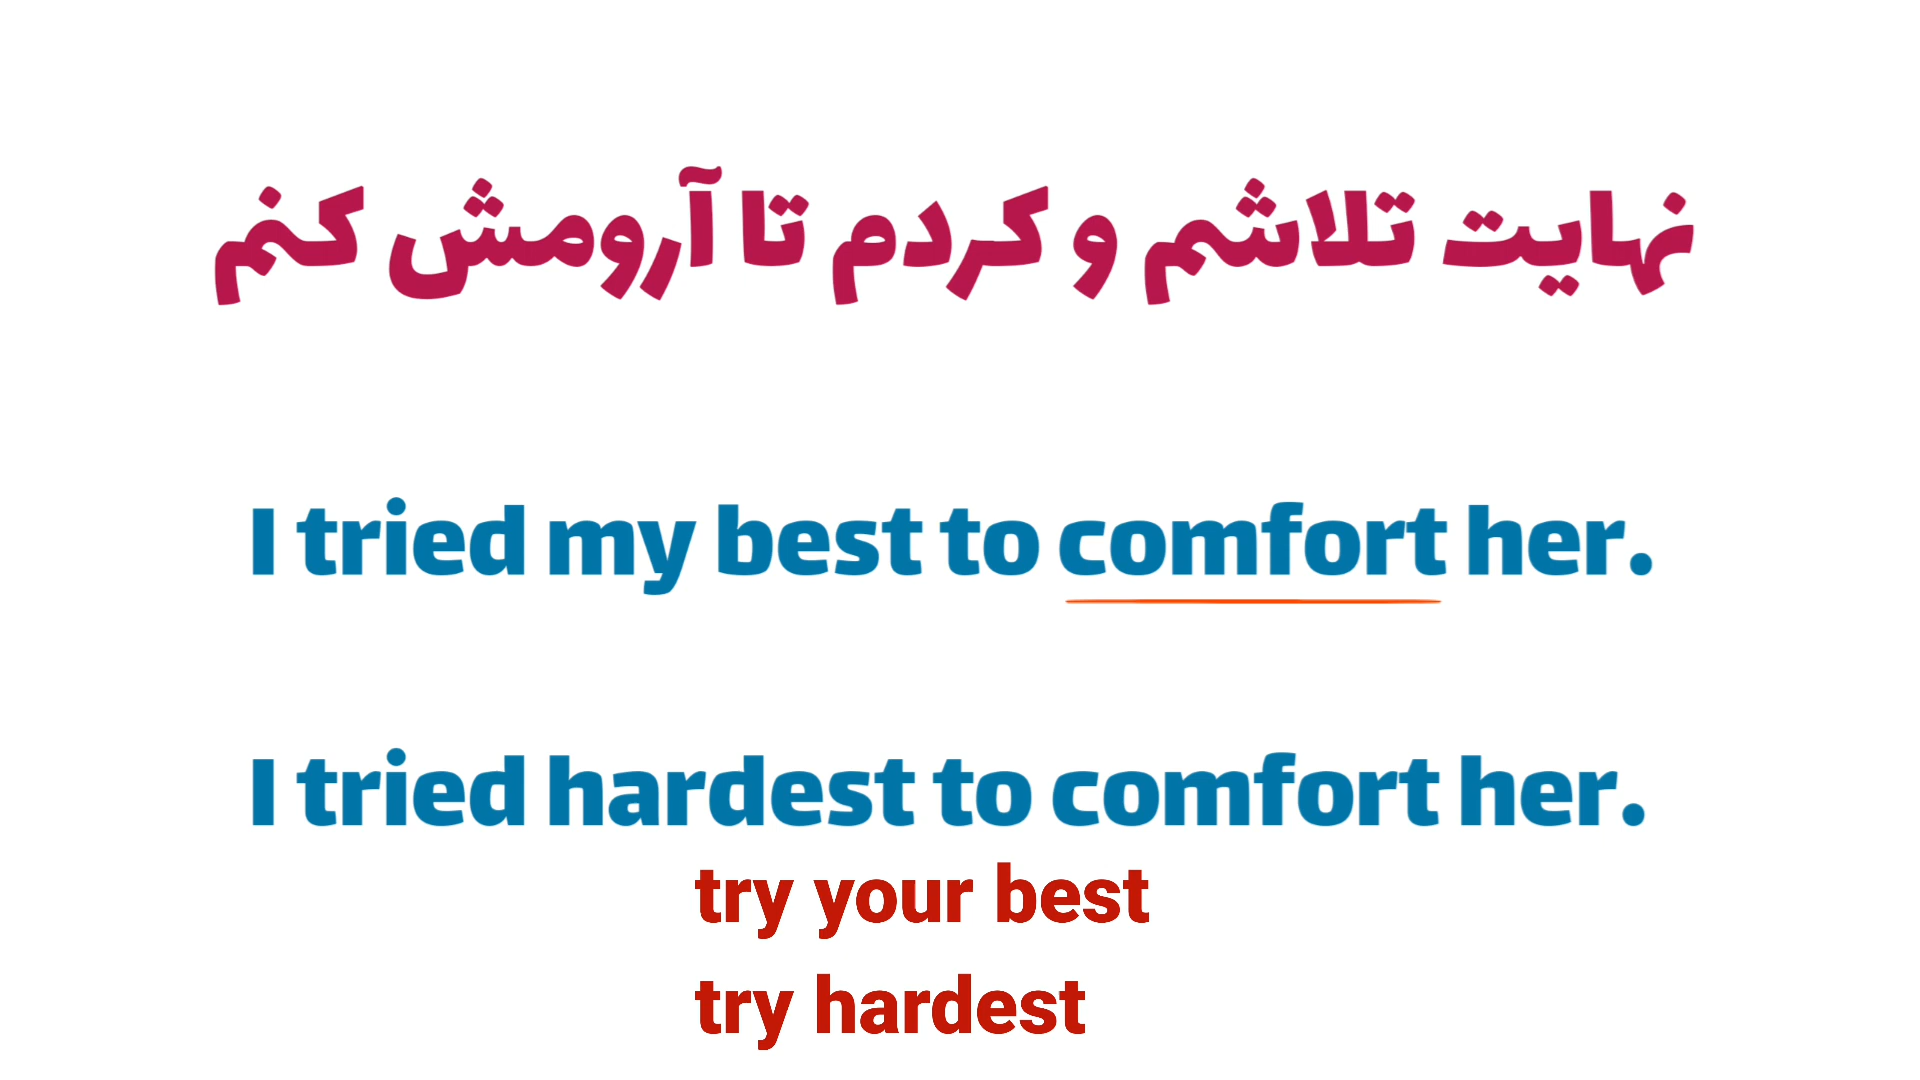 نهایت تلاشم و کردم تا آرومش کنم
I tried my best to comfort her.
I tried hardest to comfort her.
try your best
try hardest